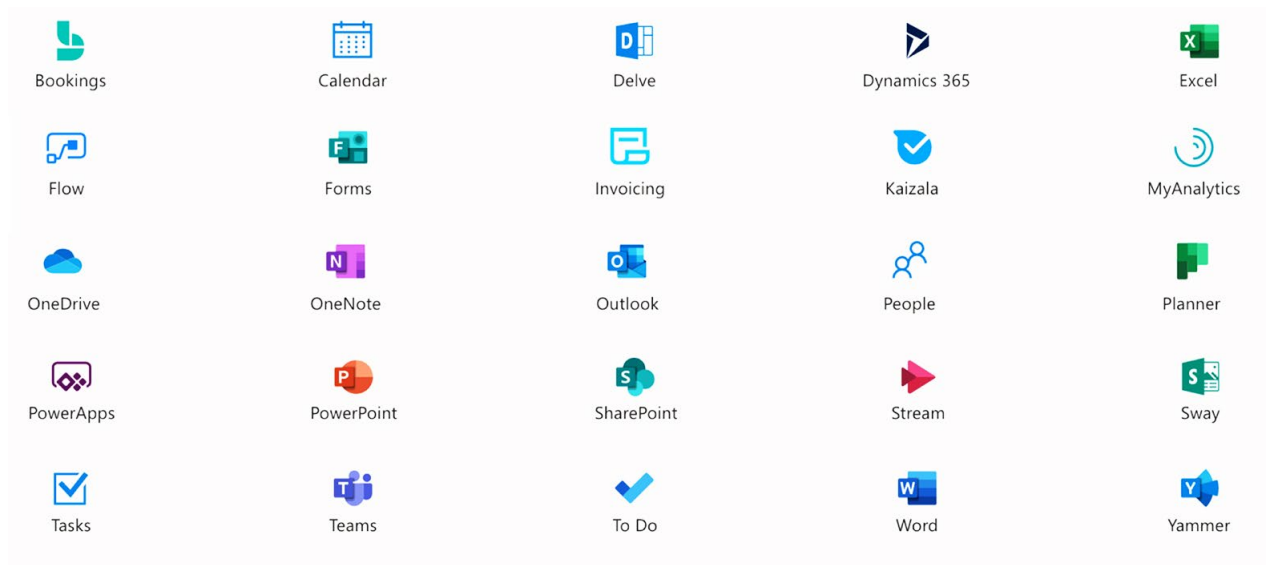 Bookings Calendar Delve Dynamics 365 Excel
Flow Forms Invoicing Kaizala MyAnalytics
OneDrive OneNote Outlook People Planner
PowerApps PowerPoint SharePoint Stream Sway
Tasks Teams To Do Word Yammer